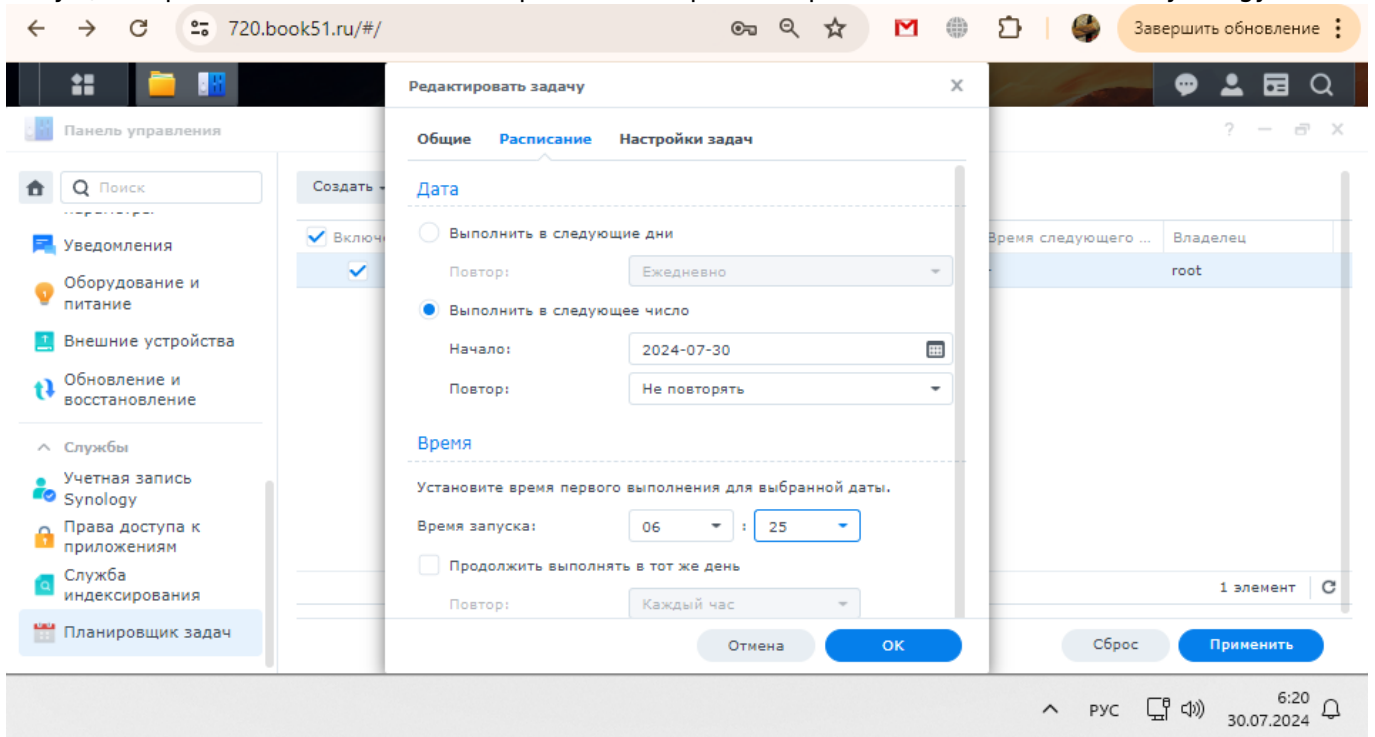 720.book51.ru/#/
Завершить обновление
Редактировать задачу
Панель управления
Общие Расписание Настройки задач
Поиск
Создать
Дата
Уведомления
Оборудование и
питание
Внешние устройства
Обновление и
восстановление
Службы
Учетная запись
Synology
Права доступа к
приложениям
Служба
индексирования
Планировщик задач
Выполнить в следующие дни
Повтор: Ежедневно
Выполнить в следующее число
Начало: 2024-07-30
Повтор: Не повторять
Время
Установите время первого выполнения для выбранной даты.
Время запуска: 06 : 25
Продолжить выполнять в тот же день
Повтор: Каждый час
Отмена ОК
Время следующего ... Владелец
root
1 элемент
Сброс Применить
РУС
6:20
30.07.2024